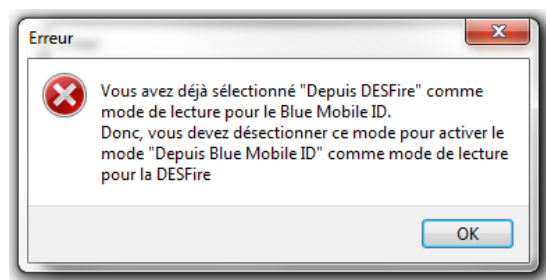 Erreur
Vous avez déjà sélectionné "Depuis DESFire" comme
mode de lecture pour le Blue Mobile ID.
Donc, vous devez désectionner ce mode pour activer le
mode "Depuis Blue Mobile ID" comme mode de lecture
pour la DESFire
OK